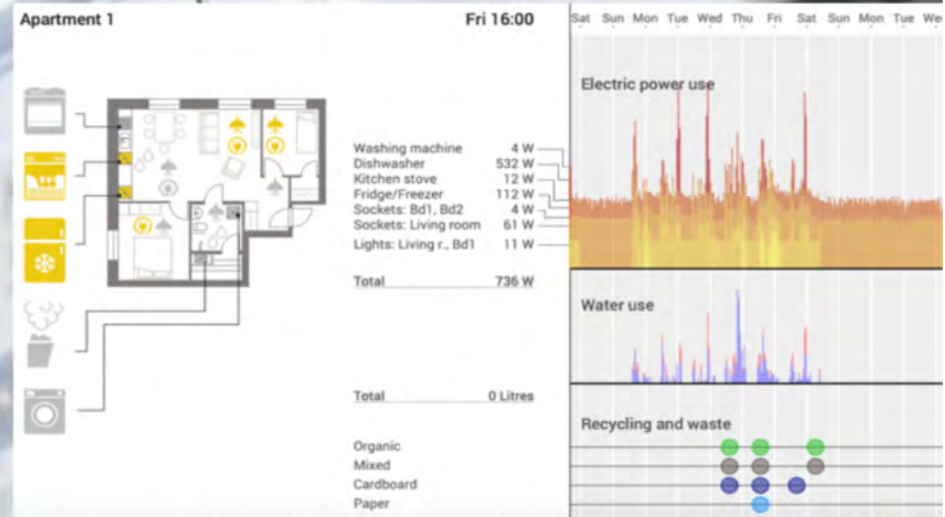 Apartment 1
Fri 16:00
Sat Sun Mon Tue Wed Thu Fri Sat Sun Mon Tue We
Electric power use
Washing machine 4 W
Dishwasher 532 W
Kitchen stove 12 W
Fridge/Freezer 112 W
Sockets: Bd1, Bd2 4 W
Sockets: Living room 61 W
Lights: Living r., Bd1 11 W
Total 736 W
Water use
Total 0 Litres
Recycling and waste
Organic
Mixed
Cardboard
Paper